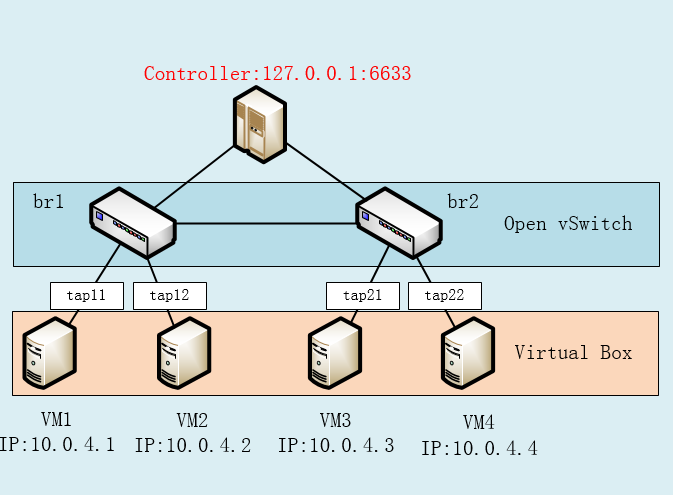 Controller:127.0.0.1:6633
br1
br2
Open vSwitch
tap11
tap12
tap21
tap22
Virtual Box
VM1
IP:10.0.4.1
VM2
IP:10.0.4.2
VM3
IP:10.0.4.3
VM4
IP:10.0.4.4